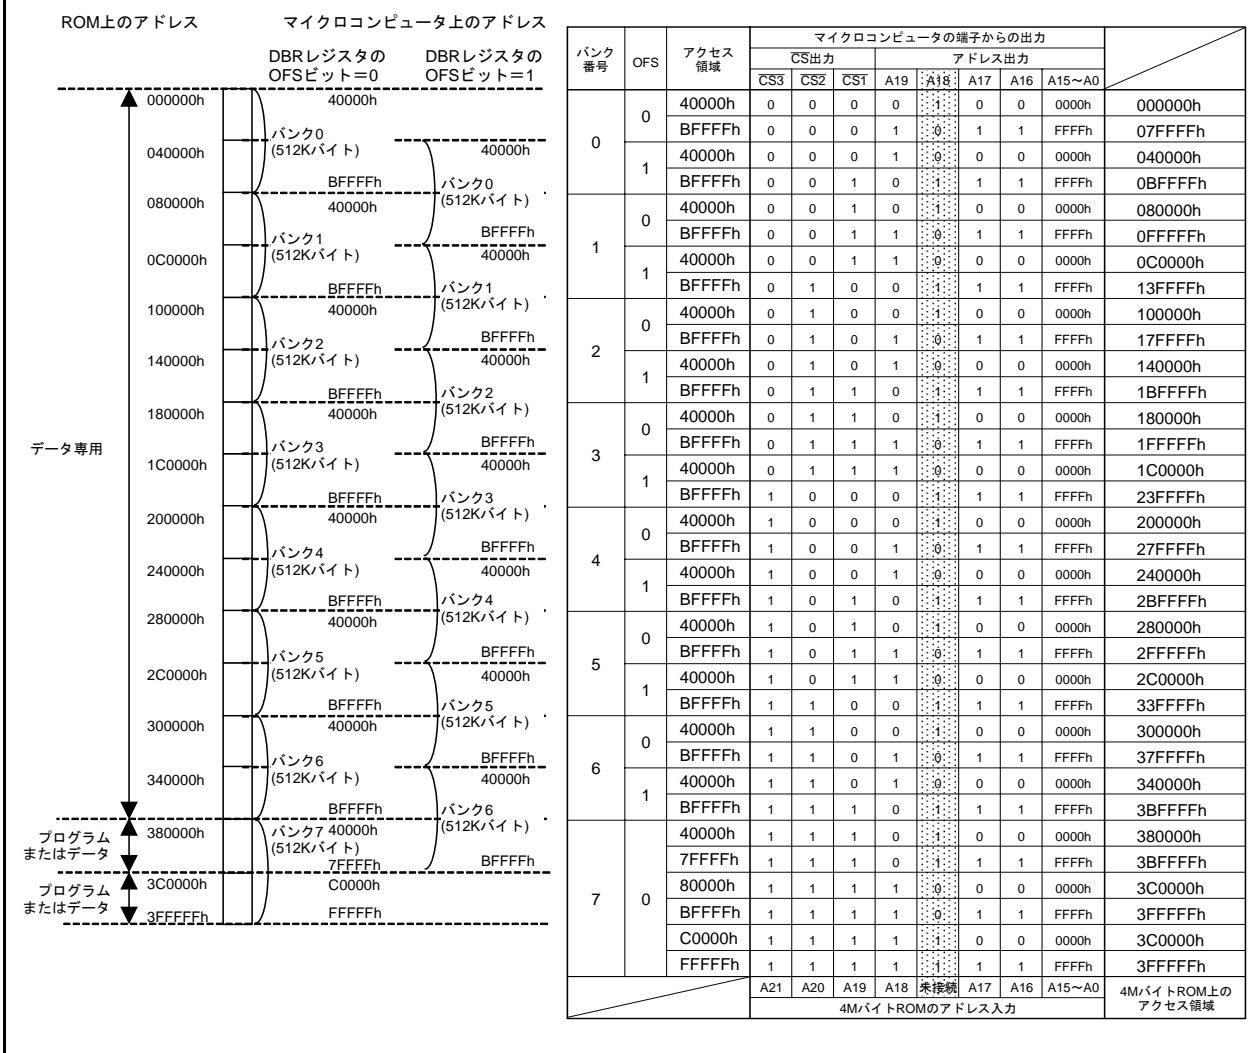 ROM上のアドレス
マイクロコンピュータ上のアドレス
DBRレジスタの
OFSビット＝0
DBRレジスタの
OFSビット＝1
000000h
40000h
バンク0
(512Kバイト)
040000h
40000h
BFFFFh
バンク0
(512Kバイト)
080000h
40000h
バンク1
(512Kバイト)
BFFFFh
0C0000h
40000h
BFFFFh
バンク1
(512Kバイト)
100000h
40000h
バンク2
(512Kバイト)
BFFFFh
140000h
40000h
BFFFFh
バンク2
(512Kバイト)
180000h
40000h
データ専用
バンク3
(512Kバイト)
BFFFFh
1C0000h
40000h
BFFFFh
バンク3
(512Kバイト)
200000h
40000h
バンク4
(512Kバイト)
BFFFFh
240000h
40000h
BFFFFh
バンク4
(512Kバイト)
280000h
40000h
バンク5
(512Kバイト)
BFFFFh
2C0000h
40000h
BFFFFh
バンク5
(512Kバイト)
300000h
40000h
バンク6
(512Kバイト)
BFFFFh
340000h
40000h
BFFFFh
バンク6
(512Kバイト)
プログラム
またはデータ
380000h
バンク7 40000h
(512Kバイト)
7FFFFh
BFFFFh
プログラム
またはデータ
3C0000h
C0000h
3FFFFFh
FFFFFh
バンク
番号
OFS
アクセス
領域
マイクロコンピュータの端子からの出力
CS出力
アドレス出力
CS3 CS2 CS1 A19 A18 A17 A16 A15～A0
0 0 40000h 0 0 0 0 1 0 0 0000h 000000h
BFFFFh 0 0 0 1 0 1 1 FFFFh 07FFFFh
1 40000h 0 0 0 1 0 0 0 0000h 040000h
BFFFFh 0 0 1 0 1 1 1 FFFFh 0BFFFFh
1 0 40000h 0 0 1 0 1 0 0 0000h 080000h
BFFFFh 0 0 1 1 0 1 1 FFFFh 0FFFFFh
1 40000h 0 0 1 1 0 0 0 0000h 0C0000h
BFFFFh 0 1 0 0 1 1 1 FFFFh 13FFFFh
2 0 40000h 0 1 0 0 1 0 0 0000h 100000h
BFFFFh 0 1 0 1 0 1 1 FFFFh 17FFFFh
1 40000h 0 1 0 1 0 0 0 0000h 140000h
BFFFFh 0 1 1 0 1 1 1 FFFFh 1BFFFFh
3 0 40000h 0 1 1 0 1 0 0 0000h 180000h
BFFFFh 0 1 1 1 0 1 1 FFFFh 1FFFFFh
1 40000h 0 1 1 1 0 0 0 0000h 1C0000h
BFFFFh 1 0 0 0 1 1 1 FFFFh 23FFFFh
4 0 40000h 1 0 0 0 1 0 0 0000h 200000h
BFFFFh 1 0 0 1 0 1 1 FFFFh 27FFFFh
1 40000h 1 0 0 1 0 0 0 0000h 240000h
BFFFFh 1 0 1 0 1 1 1 FFFFh 2BFFFFh
5 0 40000h 1 0 1 0 1 0 0 0000h 280000h
BFFFFh 1 0 1 1 0 1 1 FFFFh 2FFFFFh
1 40000h 1 0 1 1 0 0 0 0000h 2C0000h
BFFFFh 1 1 0 0 1 1 1 FFFFh 33FFFFh
6 0 40000h 1 1 0 0 1 0 0 0000h 300000h
BFFFFh 1 1 0 1 0 1 1 FFFFh 37FFFFh
1 40000h 1 1 0 1 0 0 0 0000h 340000h
BFFFFh 1 1 1 0 1 1 1 FFFFh 3BFFFFh
7 0 40000h 1 1 1 0 1 0 0 0000h 380000h
7FFFFh 1 1 1 0 1 1 1 FFFFh 3BFFFFh
80000h 1 1 1 1 0 0 0 0000h 3C0000h
BFFFFh 1 1 1 1 0 1 1 FFFFh 3FFFFFh
C0000h 1 1 1 1 1 0 0 0000h 3C0000h
FFFFFh 1 1 1 1 1 1 1 FFFFh 3FFFFFh
A21 A20 A19 A18 未接続 A17 A16 A15～A0
4MバイトROMのアドレス入力
4MバイトROM上の
アクセス領域